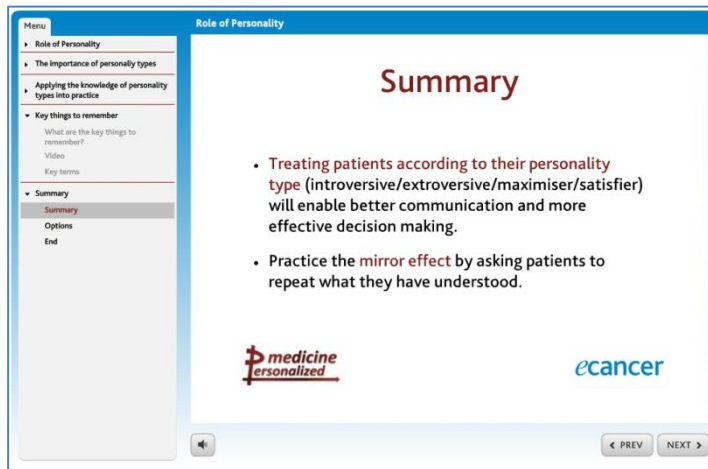 Menu
Role of Personality
Role of Personality
The importance of personally types
Applying the knowledge of personality
types into practice
Key things to remember
What are the key things to
remember?
Video
Key terms
Summary
Summary
Options
End
Summary
• Treating patients according to their personality
type (introversive/extroversive/maximiser/satisfier)
will enable better communication and more
effective decision making.
• Practice the mirror effect by asking patients to
repeat what they have understood.
medicine
Personalized
ecancer
PREV
NEXT